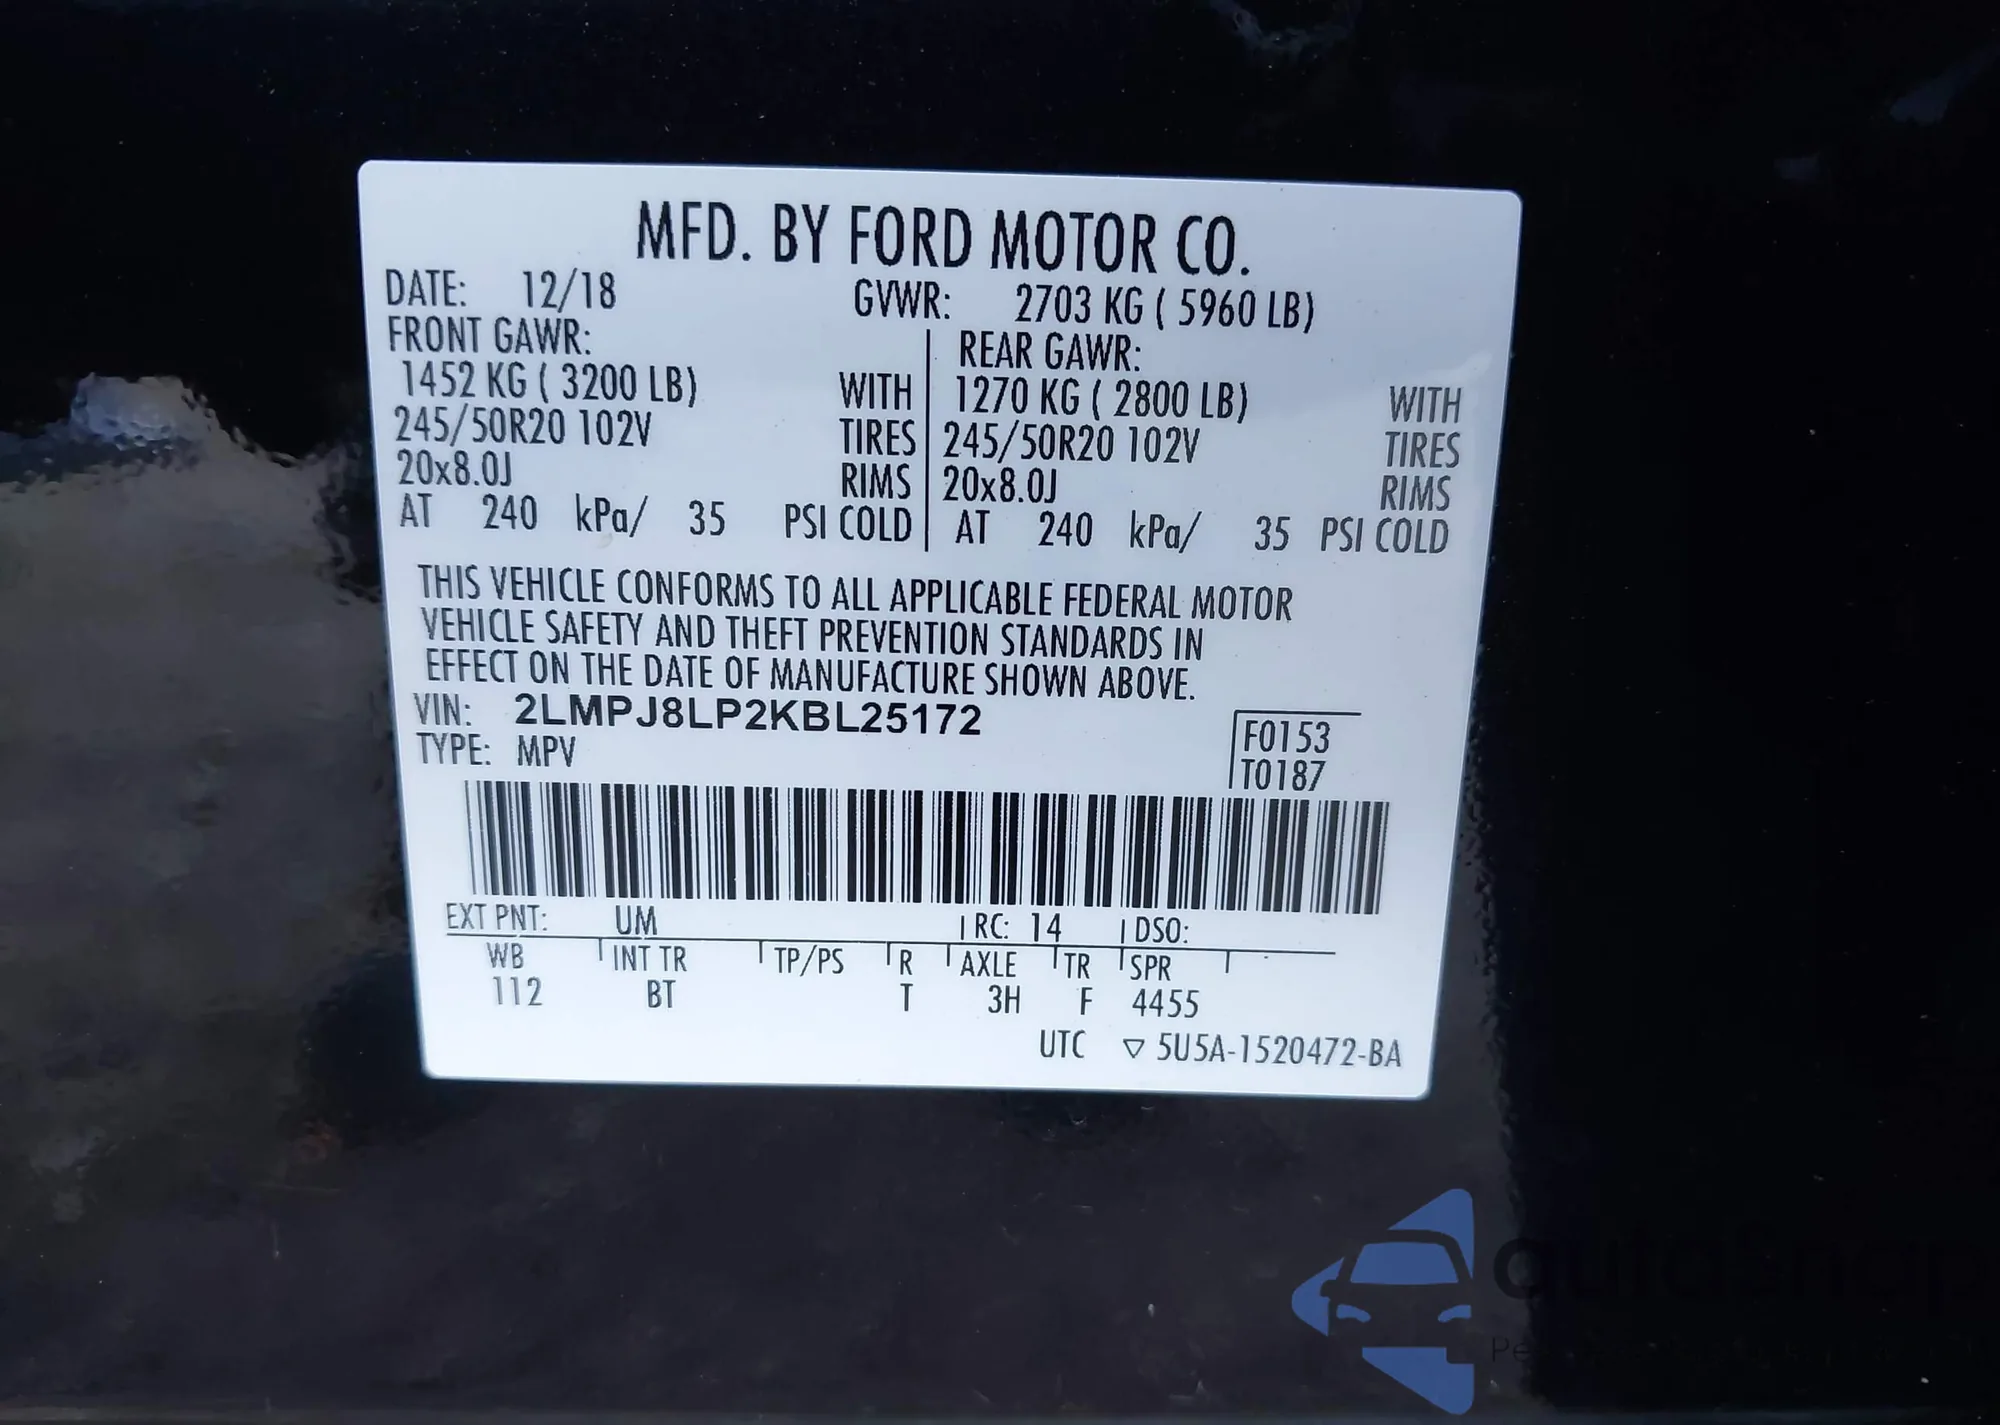 MFD. BY FORD MOTOR CO.
DATE: 12/18 GVWR: 2703 KG ( 5960 LB)
FRONT GAWR: REAR GAWR:
1452 KG ( 3200 LB) WITH 1270 KG ( 2800 LB) WITH
245/50R20 102V TIRES 245/50R20 102V TIRES
20x8.0J RIMS 20x8.0J RIMS
AT 240 kPa/ 35 PSI COLD AT 240 kPa/ 35 PSI COLD
THIS VEHICLE CONFORMS TO ALL APPLICABLE FEDERAL MOTOR
VEHICLE SAFETY AND THEFT PREVENTION STANDARDS IN
EFFECT ON THE DATE OF MANUFACTURE SHOWN ABOVE.
VIN: 2LMPJ8LP2KBL25172
F0153
TYPE: MPV
T0187
EXT PNT: UM RC: 14 DSO:
WB INT TR TP/PS R AXLE TR SPR
112 BT T 3H F 4455
UTC ▽ 5U5A-1520472-BA